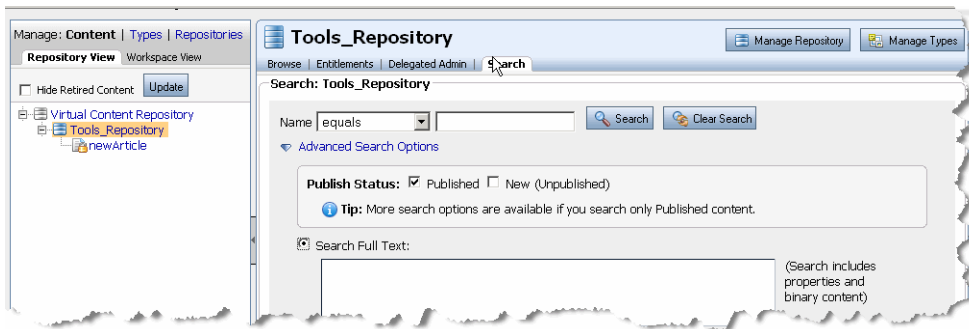 Manage: Content | Types | Repositories
Repository View Workspace View
Hide Retired Content Update
Virtual Content Repository
Tools_Repository
newArticle
Tools_Repository
Manage Repository Manage Types
Browse | Entitlements | Delegated Admin | Search
Search: Tools_Repository
Name equals Search Clear Search
Advanced Search Options
Publish Status: Published New (Unpublished)
Tip: More search options are available if you search only Published content.
Search Full Text:
(Search includes
properties and
binary content)